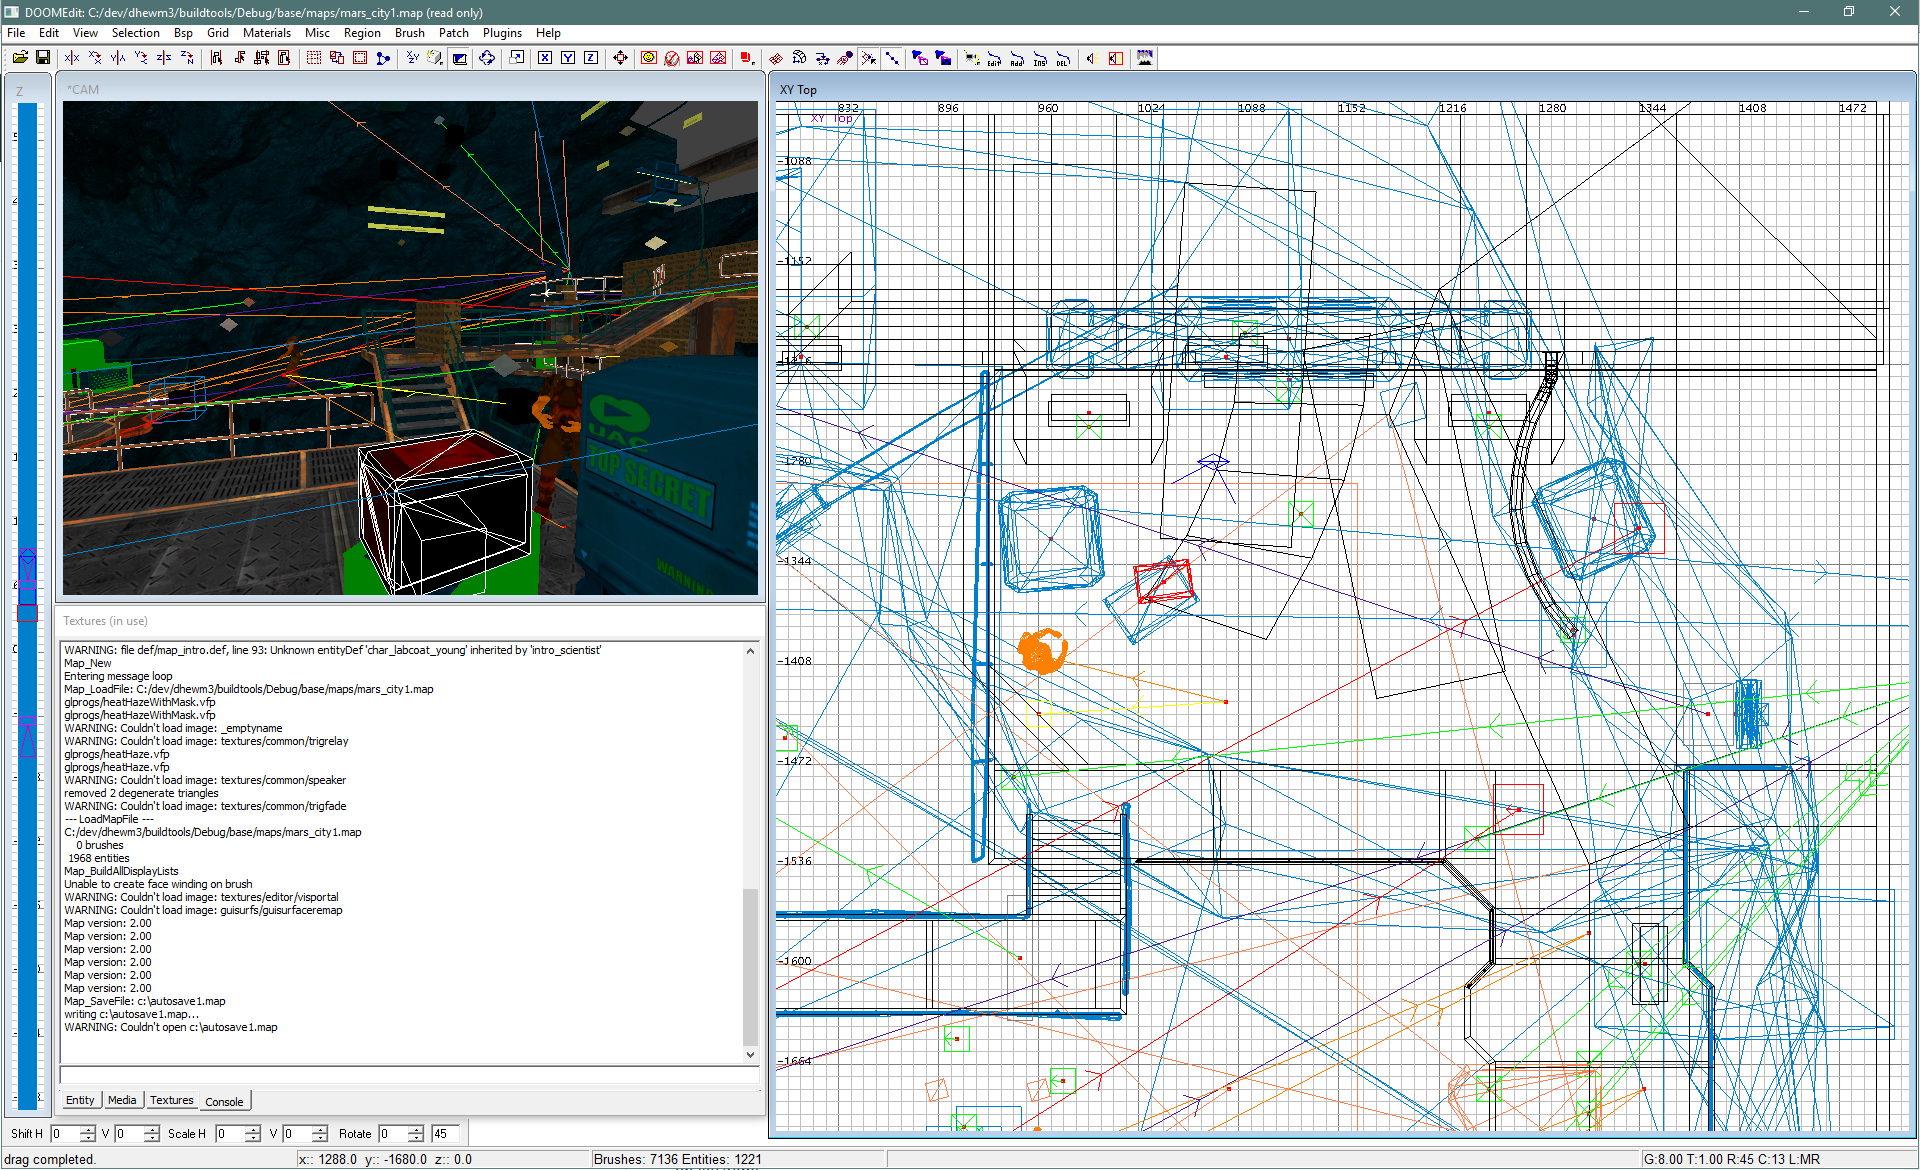 DOOMEdit: C:/dev/dhewm3/buildtools/Debug/base/maps/mars_city1.map (read only)
File Edit View Selection Bsp Grid Materials Misc Region Brush Patch Plugins Help
Z
*CAM
UAC
TOP SECRET
WARNING
XY Top
832 896 960 1024 1088 1152 1216 1280 1344 1408 1472
XY Top
-1088
-1152
-1280
-1344
-1408
-1472
-1536
-1600
-1664
Textures (in use)
WARNING: file def/map_intro.def, line 93: Unknown entityDef 'char_labcoat_young' inherited by 'intro_scientist'
Map_New
Entering message loop
Map_LoadFile: C:/dev/dhewm3/buildtools/Debug/base/maps/mars_city1.map
glprogs/heatHazeWithMask.vfp
glprogs/heatHazeWithMask.vfp
WARNING: Couldn't load image: _emptyname
WARNING: Couldn't load image: textures/common/trigrelay
glprogs/heatHaze.vfp
glprogs/heatHaze.vfp
WARNING: Couldn't load image: textures/common/speaker
removed 2 degenerate triangles
WARNING: Couldn't load image: textures/common/trigfade
--- LoadMapFile ---
C:/dev/dhewm3/buildtools/Debug/base/maps/mars_city1.map
0 brushes
1968 entities
Map_BuildAllDisplayLists
Unable to create face winding on brush
WARNING: Couldn't load image: textures/editor/visportal
WARNING: Couldn't load image: guisurfs/guisurfaceremap
Map version: 2.00
Map version: 2.00
Map version: 2.00
Map version: 2.00
Map version: 2.00
Map version: 2.00
Map_SaveFile: c:\autosave1.map
writing c:\autosave1.map...
WARNING: Couldn't open c:\autosave1.map
Entity Media Textures Console
Shift H 0 V 0 Scale H 0 V 0 Rotate 0 45
drag completed. x:: 1288.0 y:: -1680.0 z:: 0.0 Brushes: 7136 Entities: 1221 G:8.00 T:1.00 R:45 C:13 L:MR